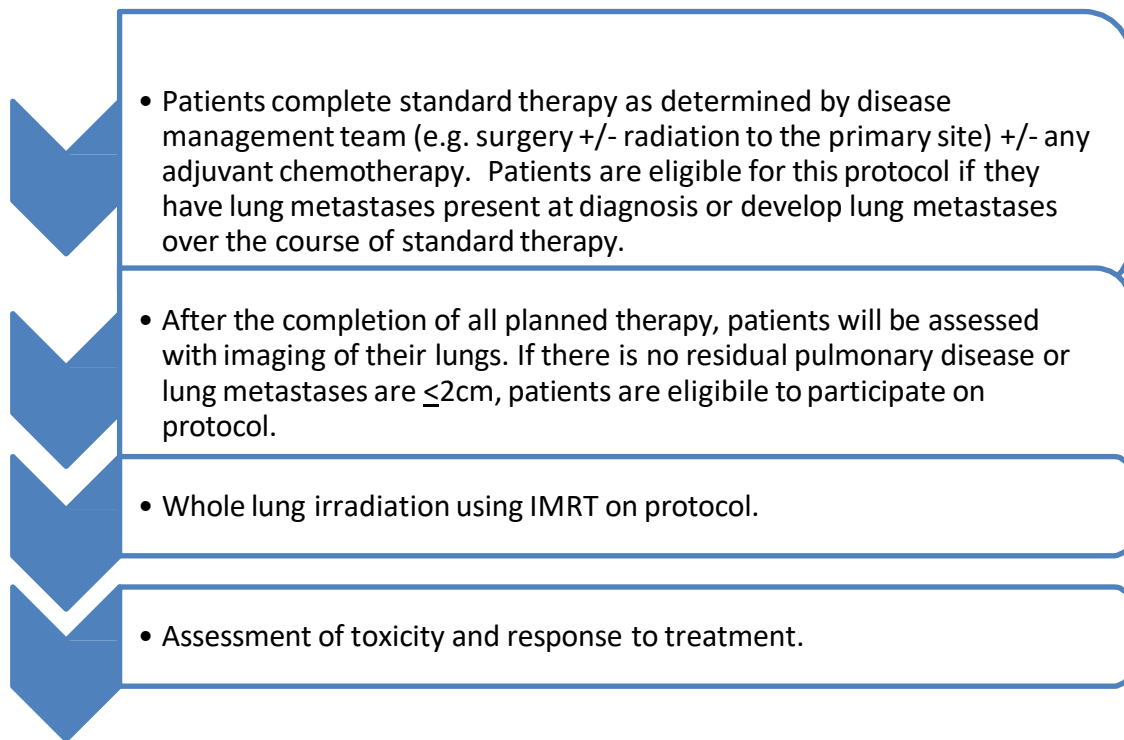 • Patients complete standard therapy as determined by disease
management team (e.g. surgery +/- radiation to the primary site) +/- any
adjuvant chemotherapy.  Patients are eligible for this protocol if they
have lung metastases present at diagnosis or develop lung metastases
over the course of standard therapy.
• After the completion of all planned therapy, patients will be assessed
with imaging of their lungs. If there is no residual pulmonary disease or
lung metastases are <2cm, patients are eligibile to participate on
protocol.
• Whole lung irradiation using IMRT on protocol.
• Assessment of toxicity and response to treatment.